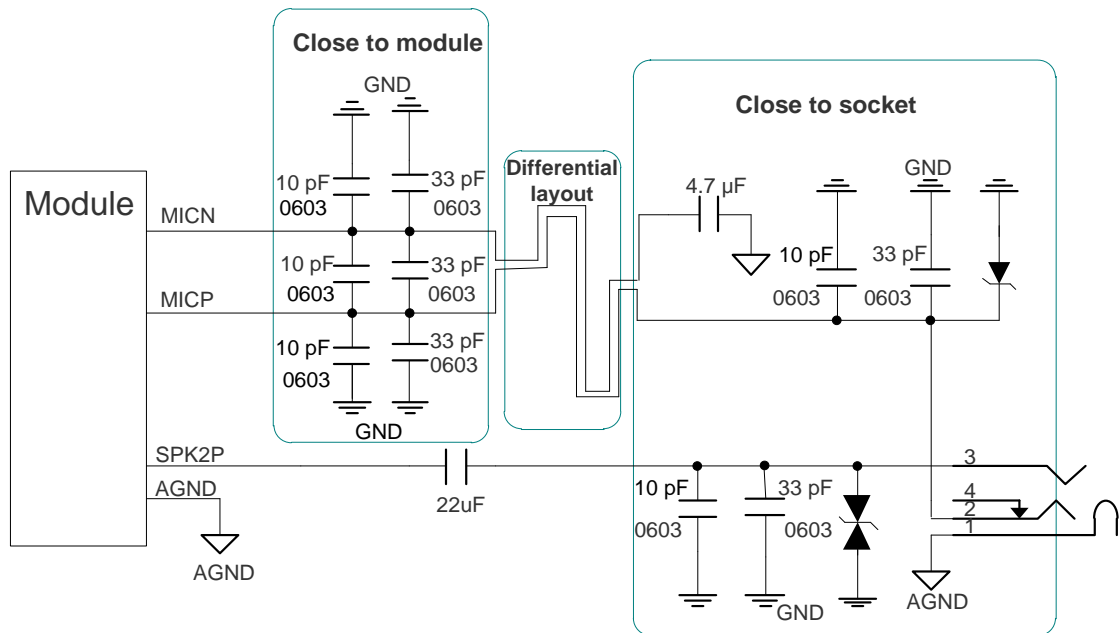 Close to module
GND
10 pF
0603
33 pF
0603
Module
MICN
10 pF
0603
33 pF
0603
MICP
10 pF
0603
33 pF
0603
GND
Differential
layout
Close to socket
4.7 µF
GND
10 pF
0603
33 pF
0603
SPK2P
22uF
AGND
AGND
10 pF
0603
33 pF
0603
GND
3
4
2
1
AGND